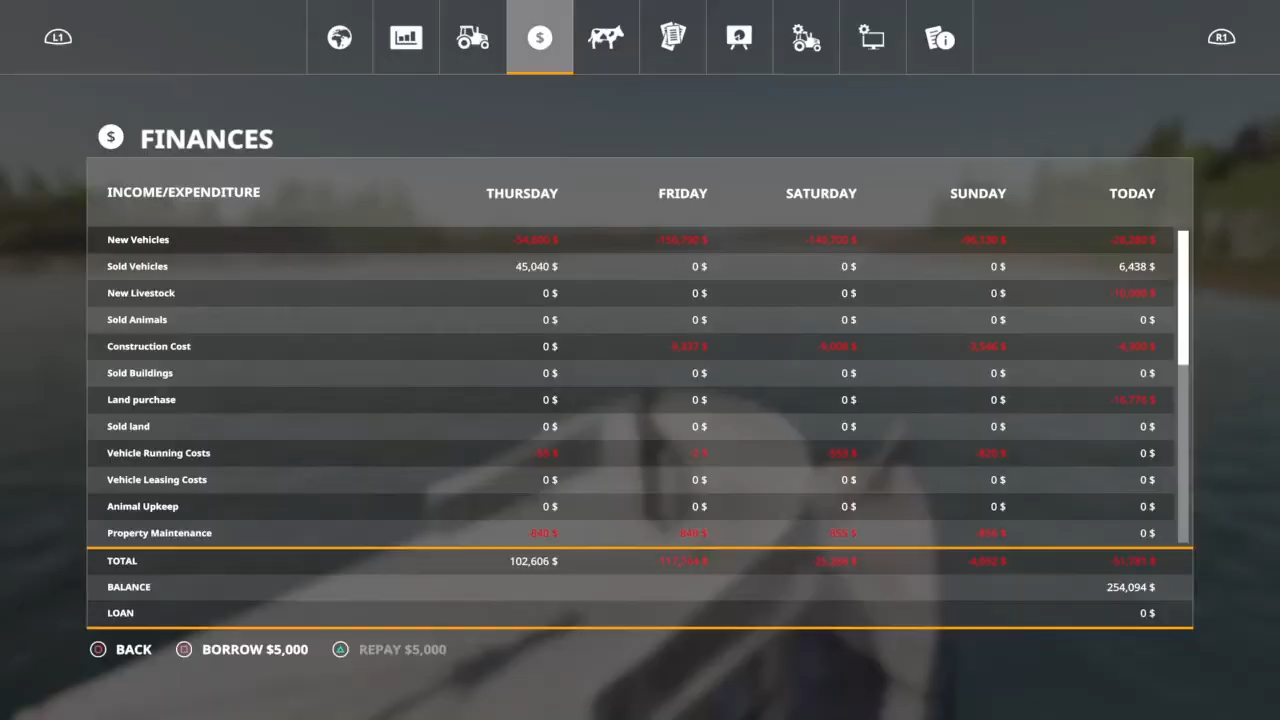 L1
R1
$ FINANCES
INCOME/EXPENDITURE THURSDAY FRIDAY SATURDAY SUNDAY TODAY
New Vehicles
Sold Vehicles 45,040 $ 0 $ 0 $ 0 $ 6,438 $
New Livestock 0 $ 0 $ 0 $ 0 $
Sold Animals 0 $ 0 $ 0 $ 0 $ 0 $
Construction Cost 0 $
Sold Buildings 0 $ 0 $ 0 $ 0 $ 0 $
Land purchase 0 $ 0 $ 0 $ 0 $
Sold land 0 $ 0 $ 0 $ 0 $ 0 $
Vehicle Running Costs 0 $
Vehicle Leasing Costs 0 $ 0 $ 0 $ 0 $ 0 $
Animal Upkeep 0 $ 0 $ 0 $ 0 $ 0 $
Property Maintenance -840 $ 0 $
TOTAL 102,606 $
BALANCE 254,094 $
LOAN 0 $
BACK BORROW $5,000 REPAY $5,000